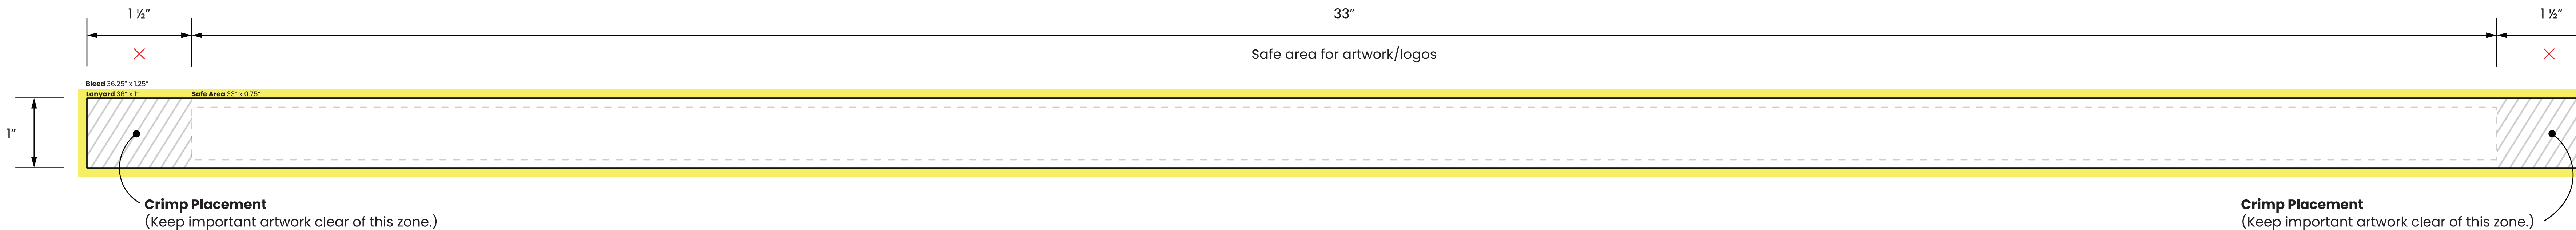 1 ½”
33”
1 ½”
Safe area for artwork/logos
Bleed 36.25” x 1.25”
Lanyard 36” x 1”
Safe Area 33” x 0.75”
1”
Crimp Placement
(Keep important artwork clear of this zone.)
Crimp Placement
(Keep important artwork clear of this zone.)